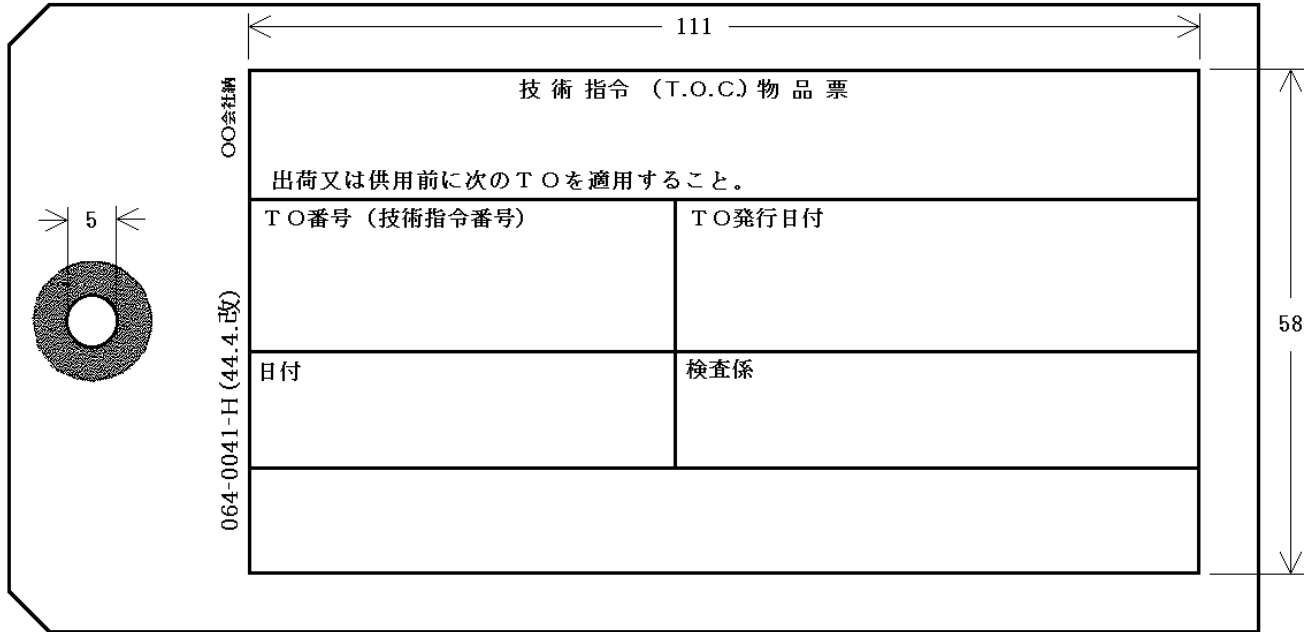 111
技術指令 (T.O.C.)物品票
〇〇会社納
出荷又は供用前に次のTOを適用すること。
5
TO番号(技術指令番号)
TO発行日付
58
064-0041-H(44.4.改)
日付
検査係